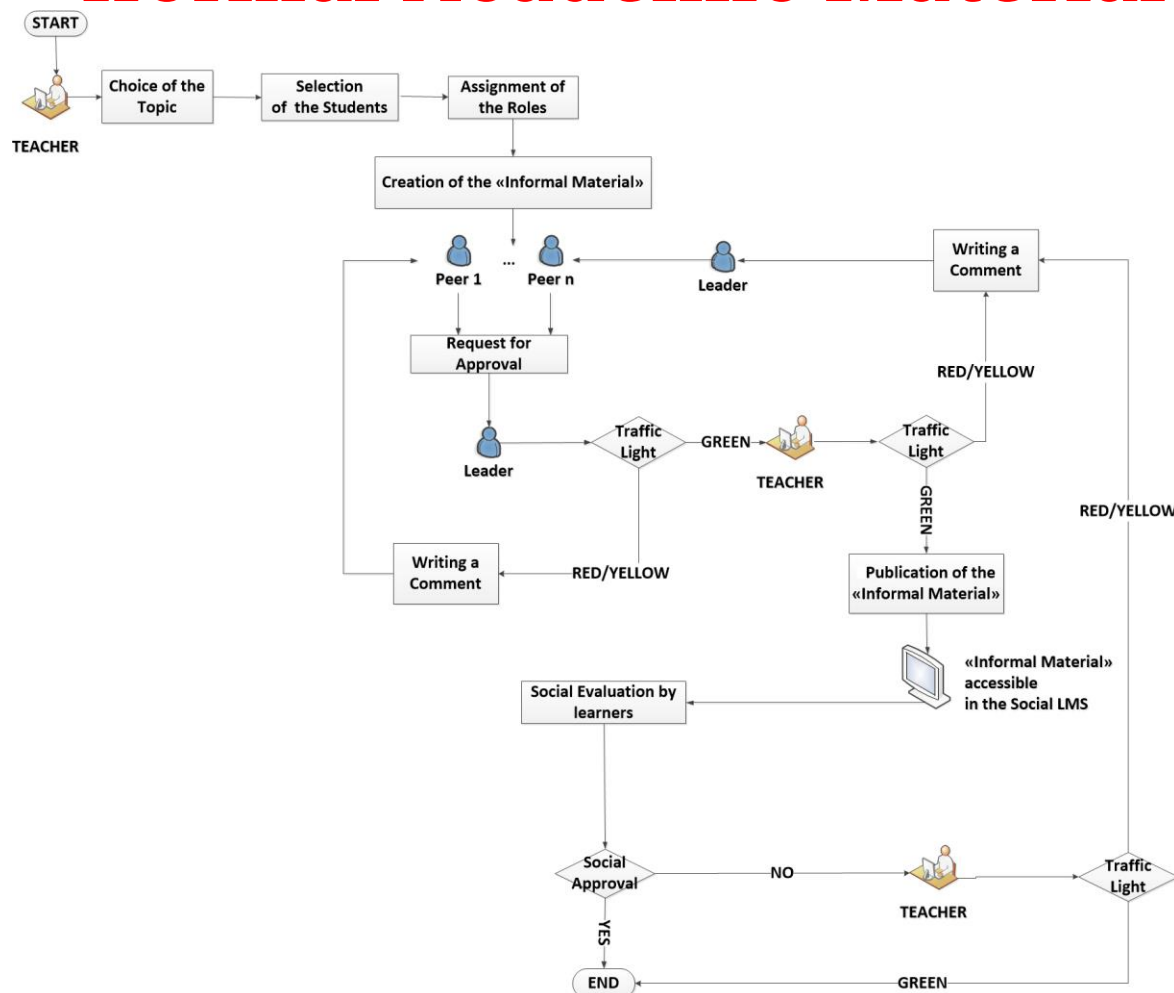 START
TEACHER
Choice of the
Topic
Selection
of the Students
Assignment of
the Roles
Creation of the «Informal Material»
Peer 1
...
Peer n
Leader
Writing a
Comment
Request for
Approval
RED/YELLOW
Leader
Traffic
Light
GREEN
TEACHER
Traffic
Light
GREEN
RED/YELLOW
Writing a
Comment
RED/YELLOW
Publication of the
«Informal Material»
«Informal Material»
accessible
in the Social LMS
Social Evaluation by
learners
Social
Approval
NO
TEACHER
Traffic
Light
YES
END
GREEN